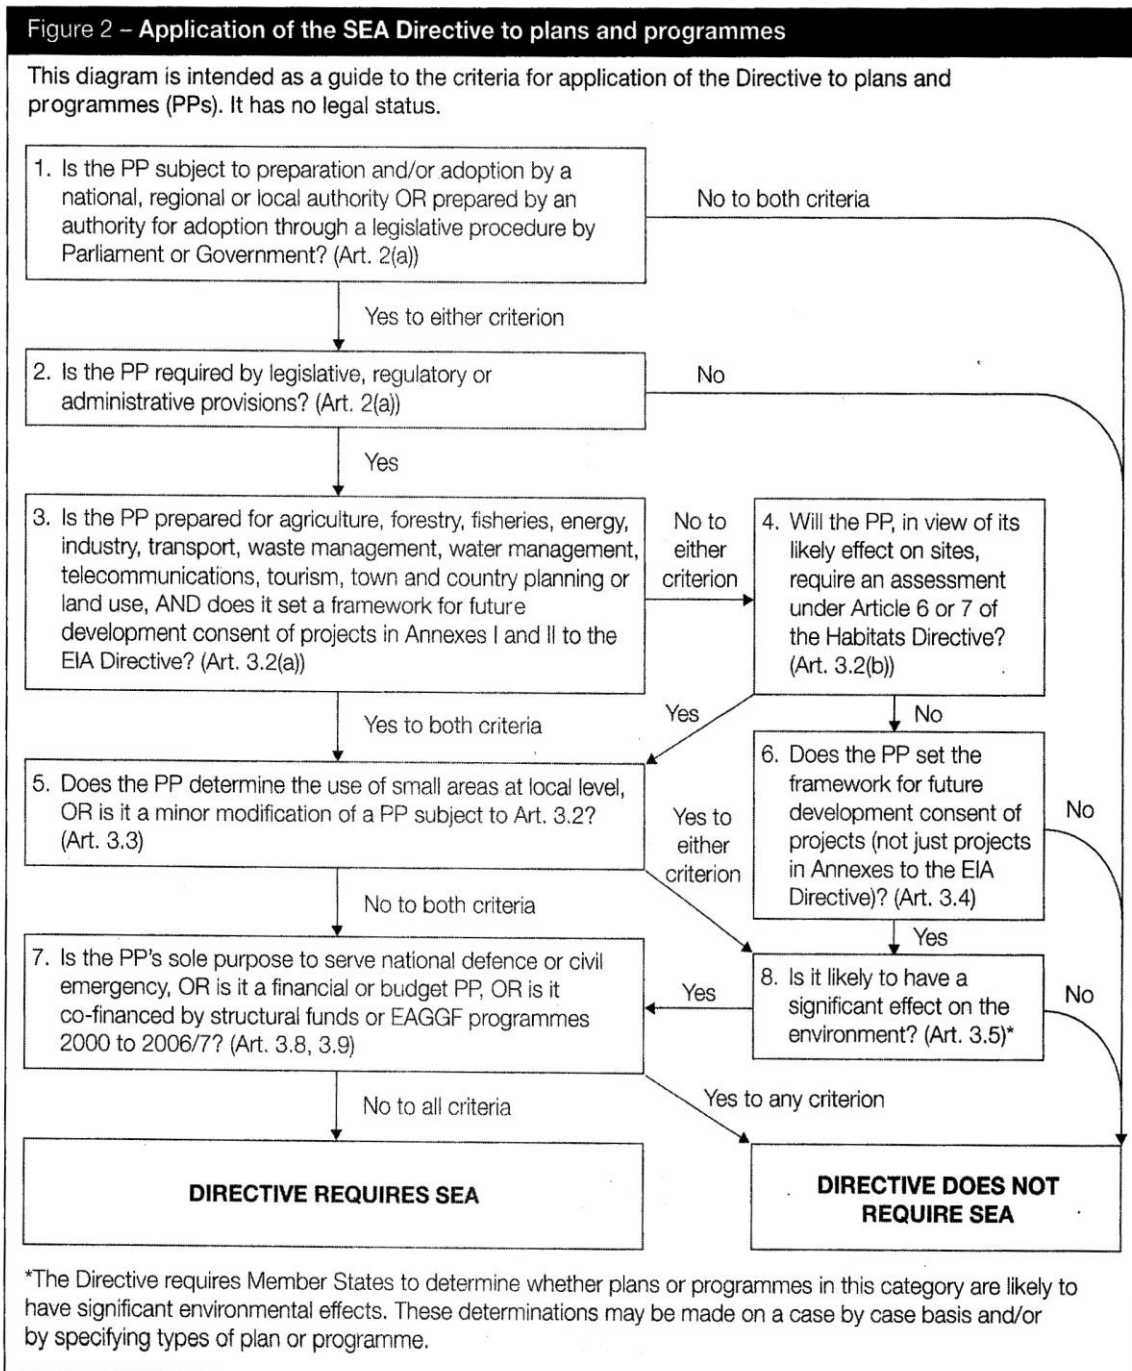 Figure 2 – Application of the SEA Directive to plans and programmes
This diagram is intended as a guide to the criteria for application of the Directive to plans and
programmes (PPs). It has no legal status.
1. Is the PP subject to preparation and/or adoption by a
national, regional or local authority OR prepared by an
authority for adoption through a legislative procedure by
Parliament or Government? (Art. 2(a))
No to both criteria
Yes to either criterion
2. Is the PP required by legislative, regulatory or
administrative provisions? (Art. 2(a))
No
Yes
3. Is the PP prepared for agriculture, forestry, fisheries, energy,
industry, transport, waste management, water management,
telecommunications, tourism, town and country planning or
land use, AND does it set a framework for future
development consent of projects in Annexes I and II to the
EIA Directive? (Art. 3.2(a))
No to
either
criterion
4. Will the PP, in view of its
likely effect on sites,
require an assessment
under Article 6 or 7 of
the Habitats Directive?
(Art. 3.2(b))
Yes to both criteria
Yes
No
5. Does the PP determine the use of small areas at local level,
OR is it a minor modification of a PP subject to Art. 3.2?
(Art. 3.3)
Yes to
either
criterion
6. Does the PP set the
framework for future
development consent of
projects (not just projects
in Annexes to the EIA
Directive)? (Art. 3.4)
No
No to both criteria
Yes
7. Is the PP's sole purpose to serve national defence or civil
emergency, OR is it a financial or budget PP, OR is it
co-financed by structural funds or EAGGF programmes
2000 to 2006/7? (Art. 3.8, 3.9)
Yes
8. Is it likely to have a
significant effect on the
environment? (Art. 3.5)*
No
No to all criteria
Yes to any criterion
DIRECTIVE REQUIRES SEA
DIRECTIVE DOES NOT
REQUIRE SEA
*The Directive requires Member States to determine whether plans or programmes in this category are likely to
have significant environmental effects. These determinations may be made on a case by case basis and/or
by specifying types of plan or programme.